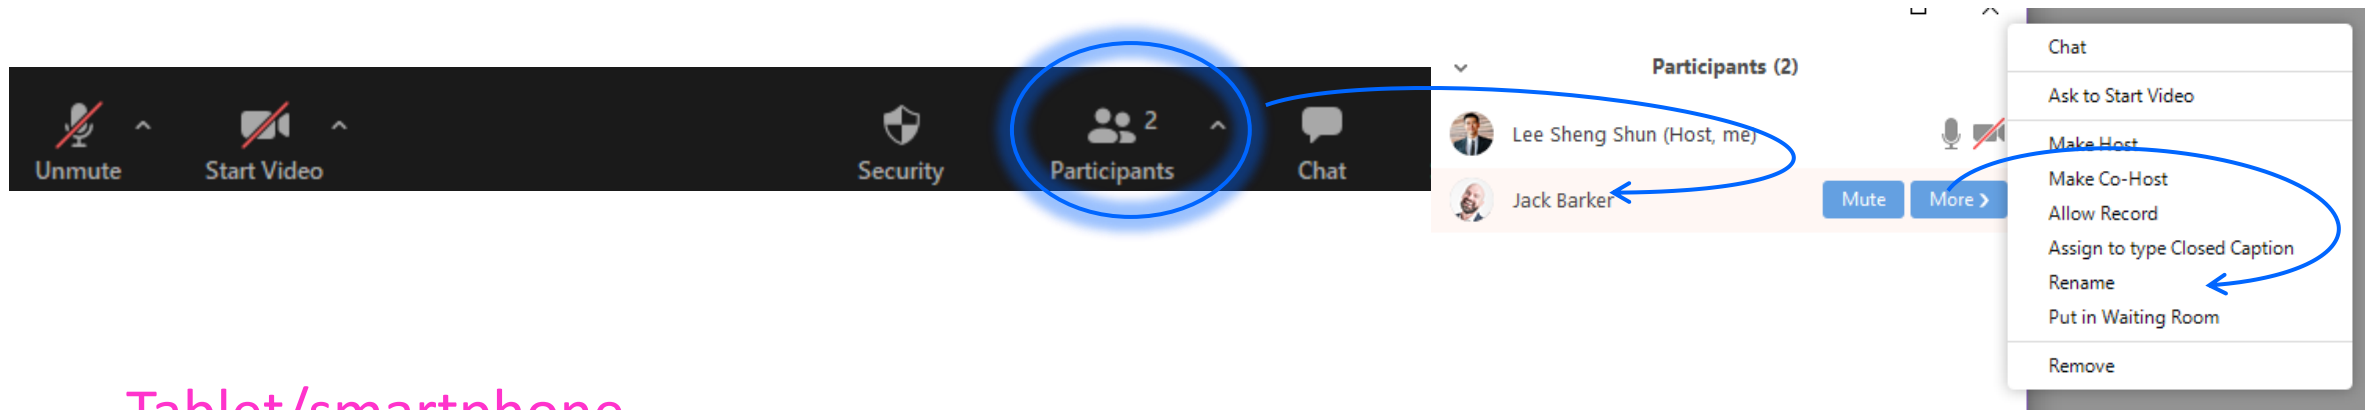 Unmute
Start Video
Security
2
Participants
Chat
Participants (2)
Lee Sheng Shun (Host, me)
Jack Barker
Mute
More
Chat
Ask to Start Video
Make Host
Make Co-Host
Allow Record
Assign to type Closed Caption
Rename
Put in Waiting Room
Remove
Tablet/smartphone